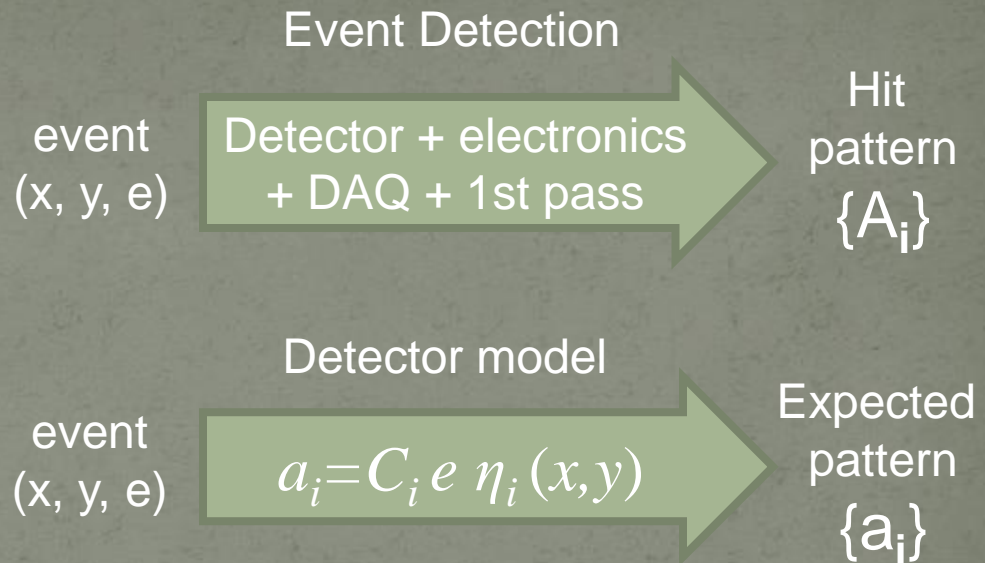 Event Detection
event
(x, y, e)
Detector + electronics
+ DAQ + 1st pass
Hit
pattern
{Aᵢ}
Detector model
event
(x, y, e)
aᵢ=Cᵢ e ηᵢ (x,y)
Expected
pattern
{aᵢ}